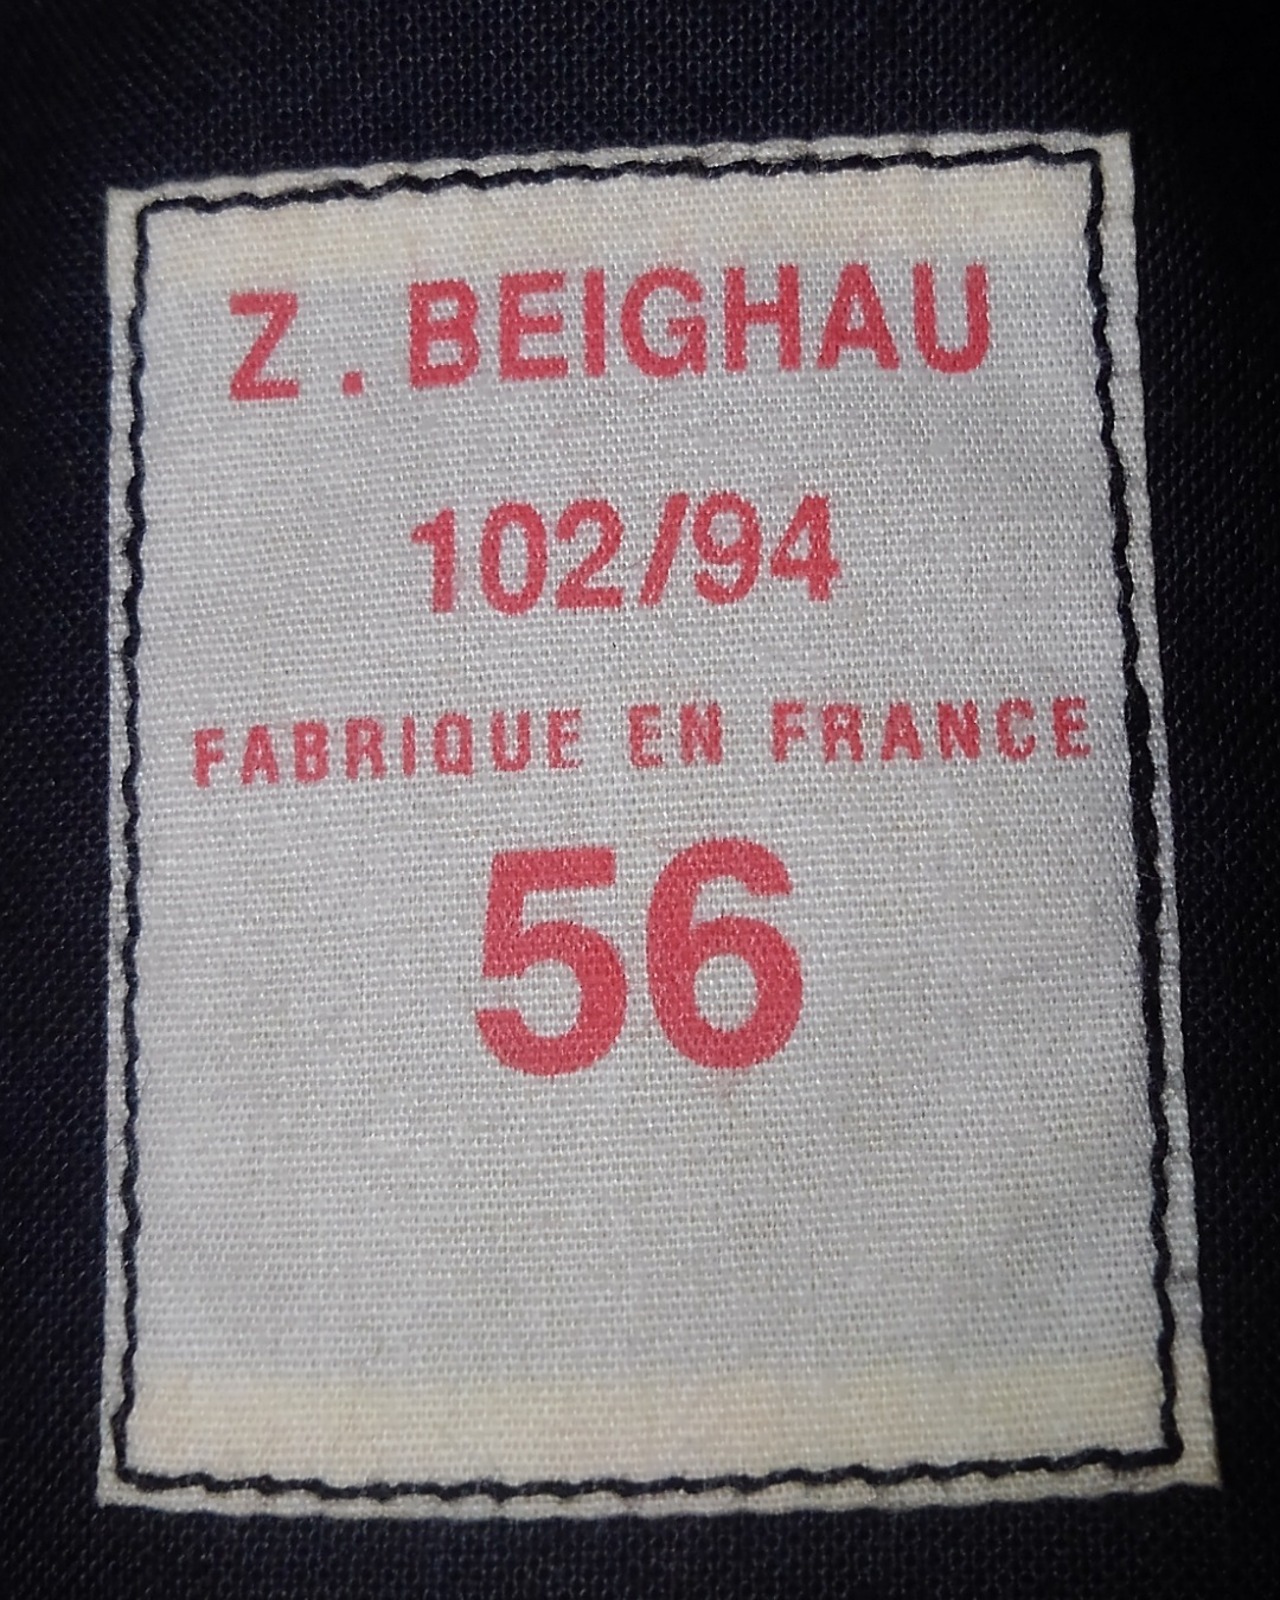 Z. BEIGHAU
102/94
FABRIQUE EN FRANCE
56